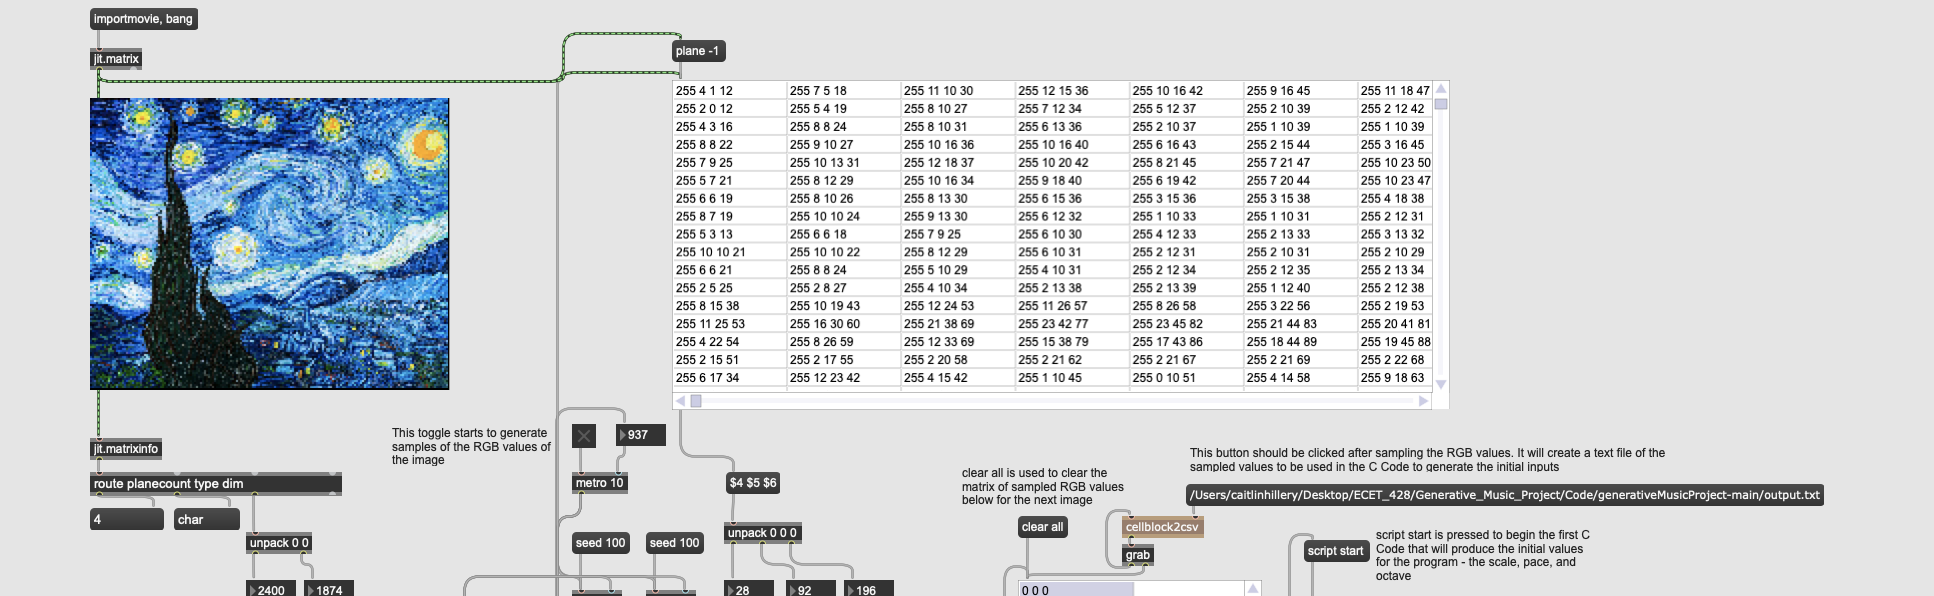 importmovie, bang
jit.matrix
plane -1
255 4 1 12 255 7 5 18 255 11 10 30 255 12 15 36 255 10 16 42 255 9 16 45 255 11 18 47
255 2 0 12 255 5 4 19 255 8 10 27 255 7 12 34 255 5 12 37 255 2 10 39 255 2 12 42
255 4 3 16 255 8 8 24 255 8 10 31 255 6 13 36 255 2 10 37 255 1 10 39 255 1 10 39
255 8 8 22 255 9 10 27 255 10 16 36 255 10 16 40 255 6 16 43 255 2 15 44 255 3 16 45
255 7 9 25 255 10 13 31 255 12 18 37 255 10 20 42 255 8 21 45 255 7 21 47 255 10 23 50
255 5 7 21 255 8 12 29 255 10 16 34 255 9 18 40 255 6 19 42 255 7 20 44 255 10 23 47
255 6 6 19 255 8 10 26 255 8 13 30 255 6 15 36 255 3 15 36 255 3 15 38 255 4 18 38
255 8 7 19 255 10 10 24 255 9 13 30 255 6 12 32 255 1 10 33 255 1 10 31 255 2 12 31
255 5 3 13 255 6 6 18 255 7 9 25 255 6 10 30 255 4 12 33 255 2 13 33 255 3 13 32
255 10 10 21 255 10 10 22 255 8 12 29 255 6 10 31 255 2 12 31 255 2 10 31 255 2 10 29
255 6 6 21 255 8 8 24 255 5 10 29 255 4 10 31 255 2 12 34 255 2 12 35 255 2 13 34
255 2 5 25 255 2 8 27 255 4 10 34 255 2 13 38 255 2 13 39 255 1 12 40 255 2 12 38
255 8 15 38 255 10 19 43 255 12 24 53 255 11 26 57 255 8 26 58 255 3 22 56 255 2 19 53
255 11 25 53 255 16 30 60 255 21 38 69 255 23 42 77 255 23 45 82 255 21 44 83 255 20 41 81
255 4 22 54 255 8 26 59 255 12 33 69 255 15 38 79 255 17 43 86 255 18 44 89 255 19 45 88
255 2 15 51 255 2 17 55 255 2 20 58 255 2 21 62 255 2 21 67 255 2 21 69 255 2 22 68
255 6 17 34 255 12 23 42 255 4 15 42 255 1 10 45 255 0 10 51 255 4 14 58 255 9 18 63
This toggle starts to generate
samples of the RGB values of
the image
937
metro 10
seed 100
seed 100
jit.matrixinfo
route planecount type dim
4
char
unpack 0 0
2400
1874
$4 $5 $6
unpack 0 0 0
28
92
196
clear all is used to clear the
matrix of sampled RGB values
below for the next image
clear all
This button should be clicked after sampling the RGB values. It will create a text file of the
sampled values to be used in the C Code to generate the initial inputs
/Users/caitlinhillery/Desktop/ECET_428/Generative_Music_Project/Code/generativeMusicProject-main/output.txt
cellblock2csv
grab
0 0 0
script start
script start is pressed to begin the first C
Code that will produce the initial values
for the program - the scale, pace, and
octave